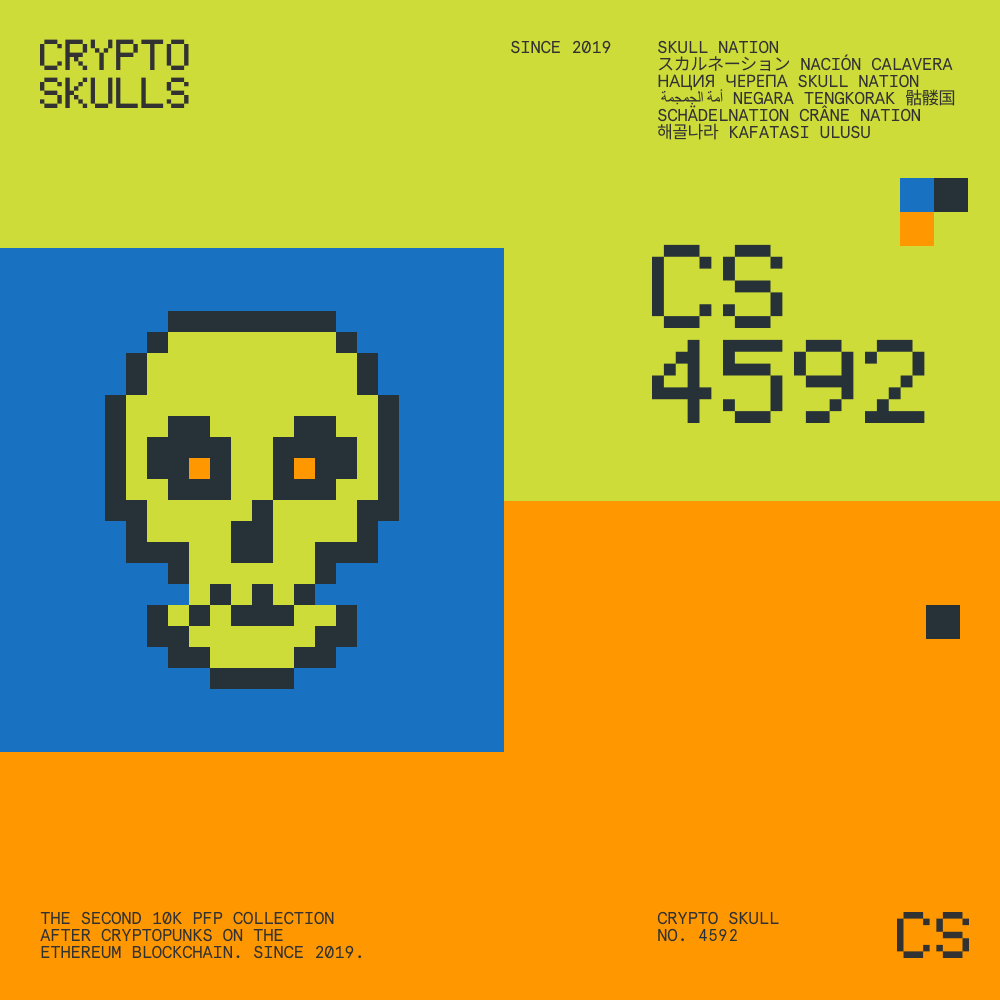 CRYPTO
SKULLS
SINCE 2019
SKULL NATION
スカルネーション NACIÓN CALAVERA
НАЦИЯ ЧЕРЕПА SKULL NATION
أمة الجمجمة NEGARA TENGKORAK 骷髅国
SCHÄDELNATION CRÂNE NATION
해골나라 KAFATASI ULUSU
CS
4592
THE SECOND 10K PFP COLLECTION
AFTER CRYPTOPUNKS ON THE
ETHEREUM BLOCKCHAIN. SINCE 2019.
CRYPTO SKULL
NO. 4592
CS